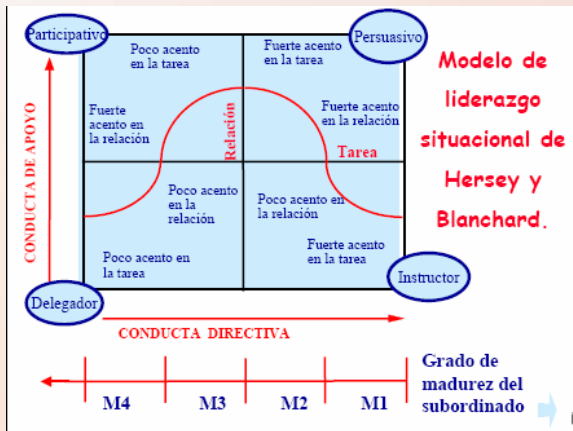 Participativo
Persuasivo
Poco acento
en la tarea
Fuerte acento
en la tarea
Modelo de
liderazgo
situacional de
Hersey y
Blanchard.
Fuerte
acento en
la relación
Fuerte acento
en la relación
Relación
Tarea
CONDUCTA DE APOYO
Poco acento
en la
relación
Poco acento en
la relación
Poco acento en
la tarea
Fuerte acento
en la tarea
Delegador
Instructor
CONDUCTA DIRECTIVA
M4
M3
M2
M1
Grado de
madurez del
subordinado